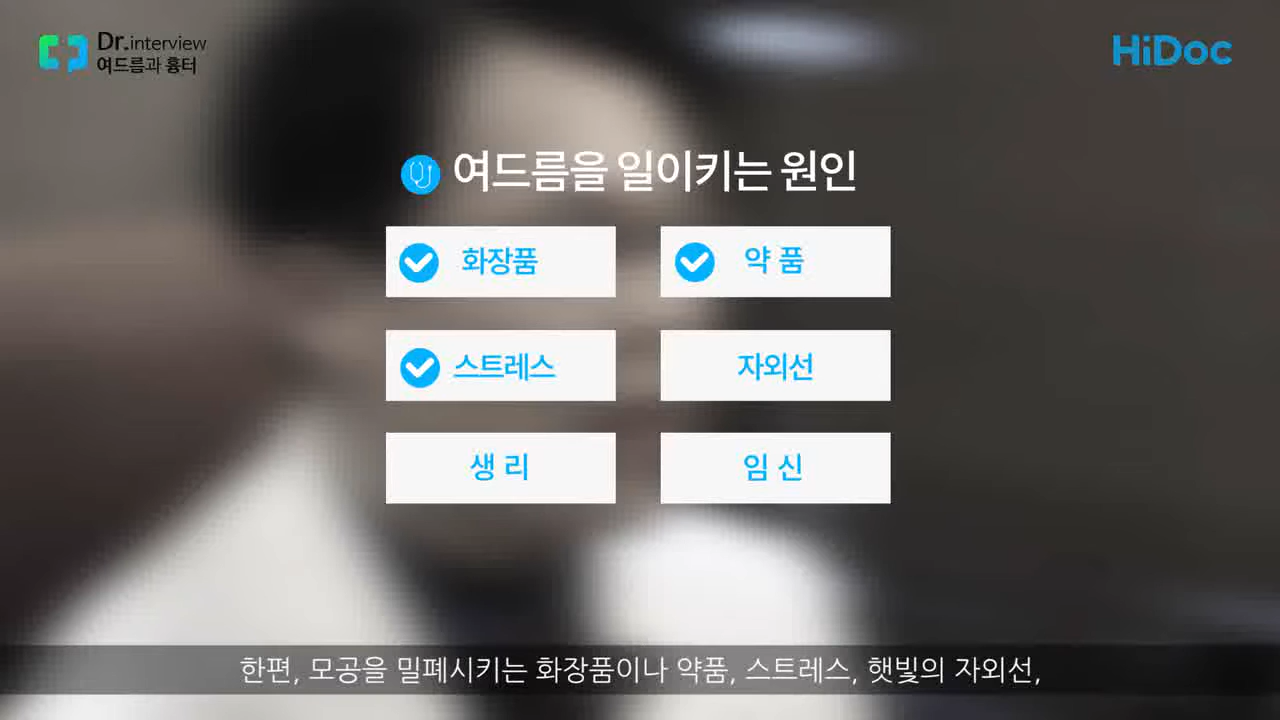 Dr.interview
여드름과 흉터
HiDoc
여드름을 일이키는 원인
화장품
약 품
스트레스
자외선
생 리
임 신
한편, 모공을 밀폐시키는 화장품이나 약품, 스트레스, 햇빛의 자외선,